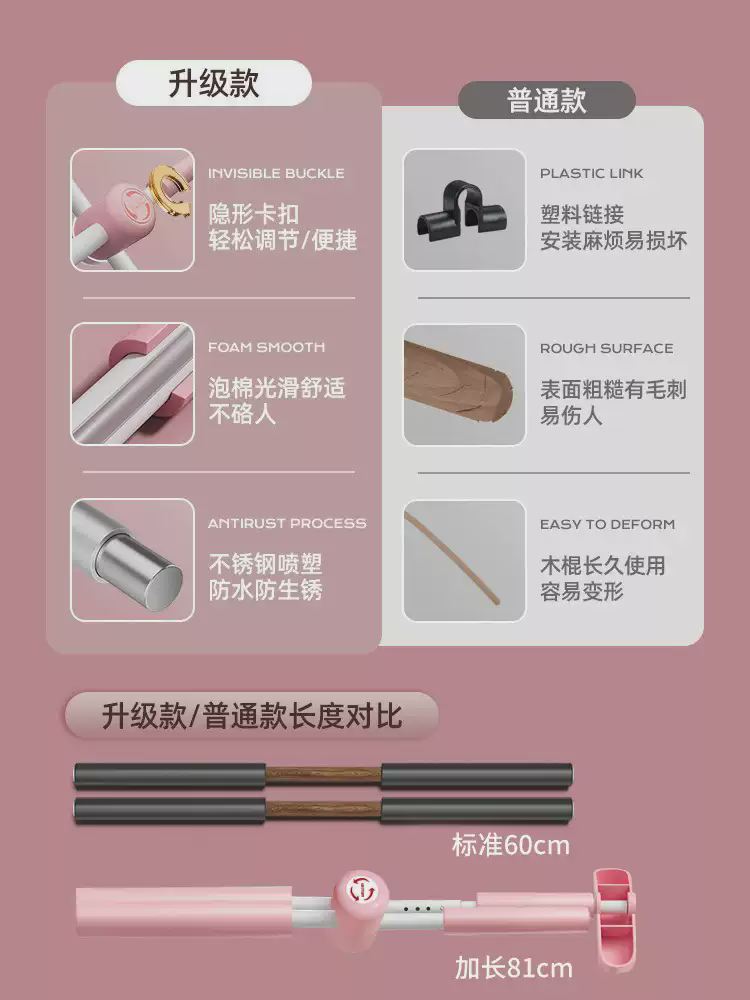 升级款
普通款
INVISIBLE BUCKLE
隐形卡扣
轻松调节/便捷
PLASTIC LINK
塑料链接
安装麻烦易损坏
FOAM SMOOTH
泡棉光滑舒适
不硌人
ROUGH SURFACE
表面粗糙有毛刺
易伤人
ANTIRUST PROCESS
不锈钢喷塑
防水防生锈
EASY TO DEFORM
木棍长久使用
容易变形
升级款/普通款长度对比
标准60cm
加长81cm